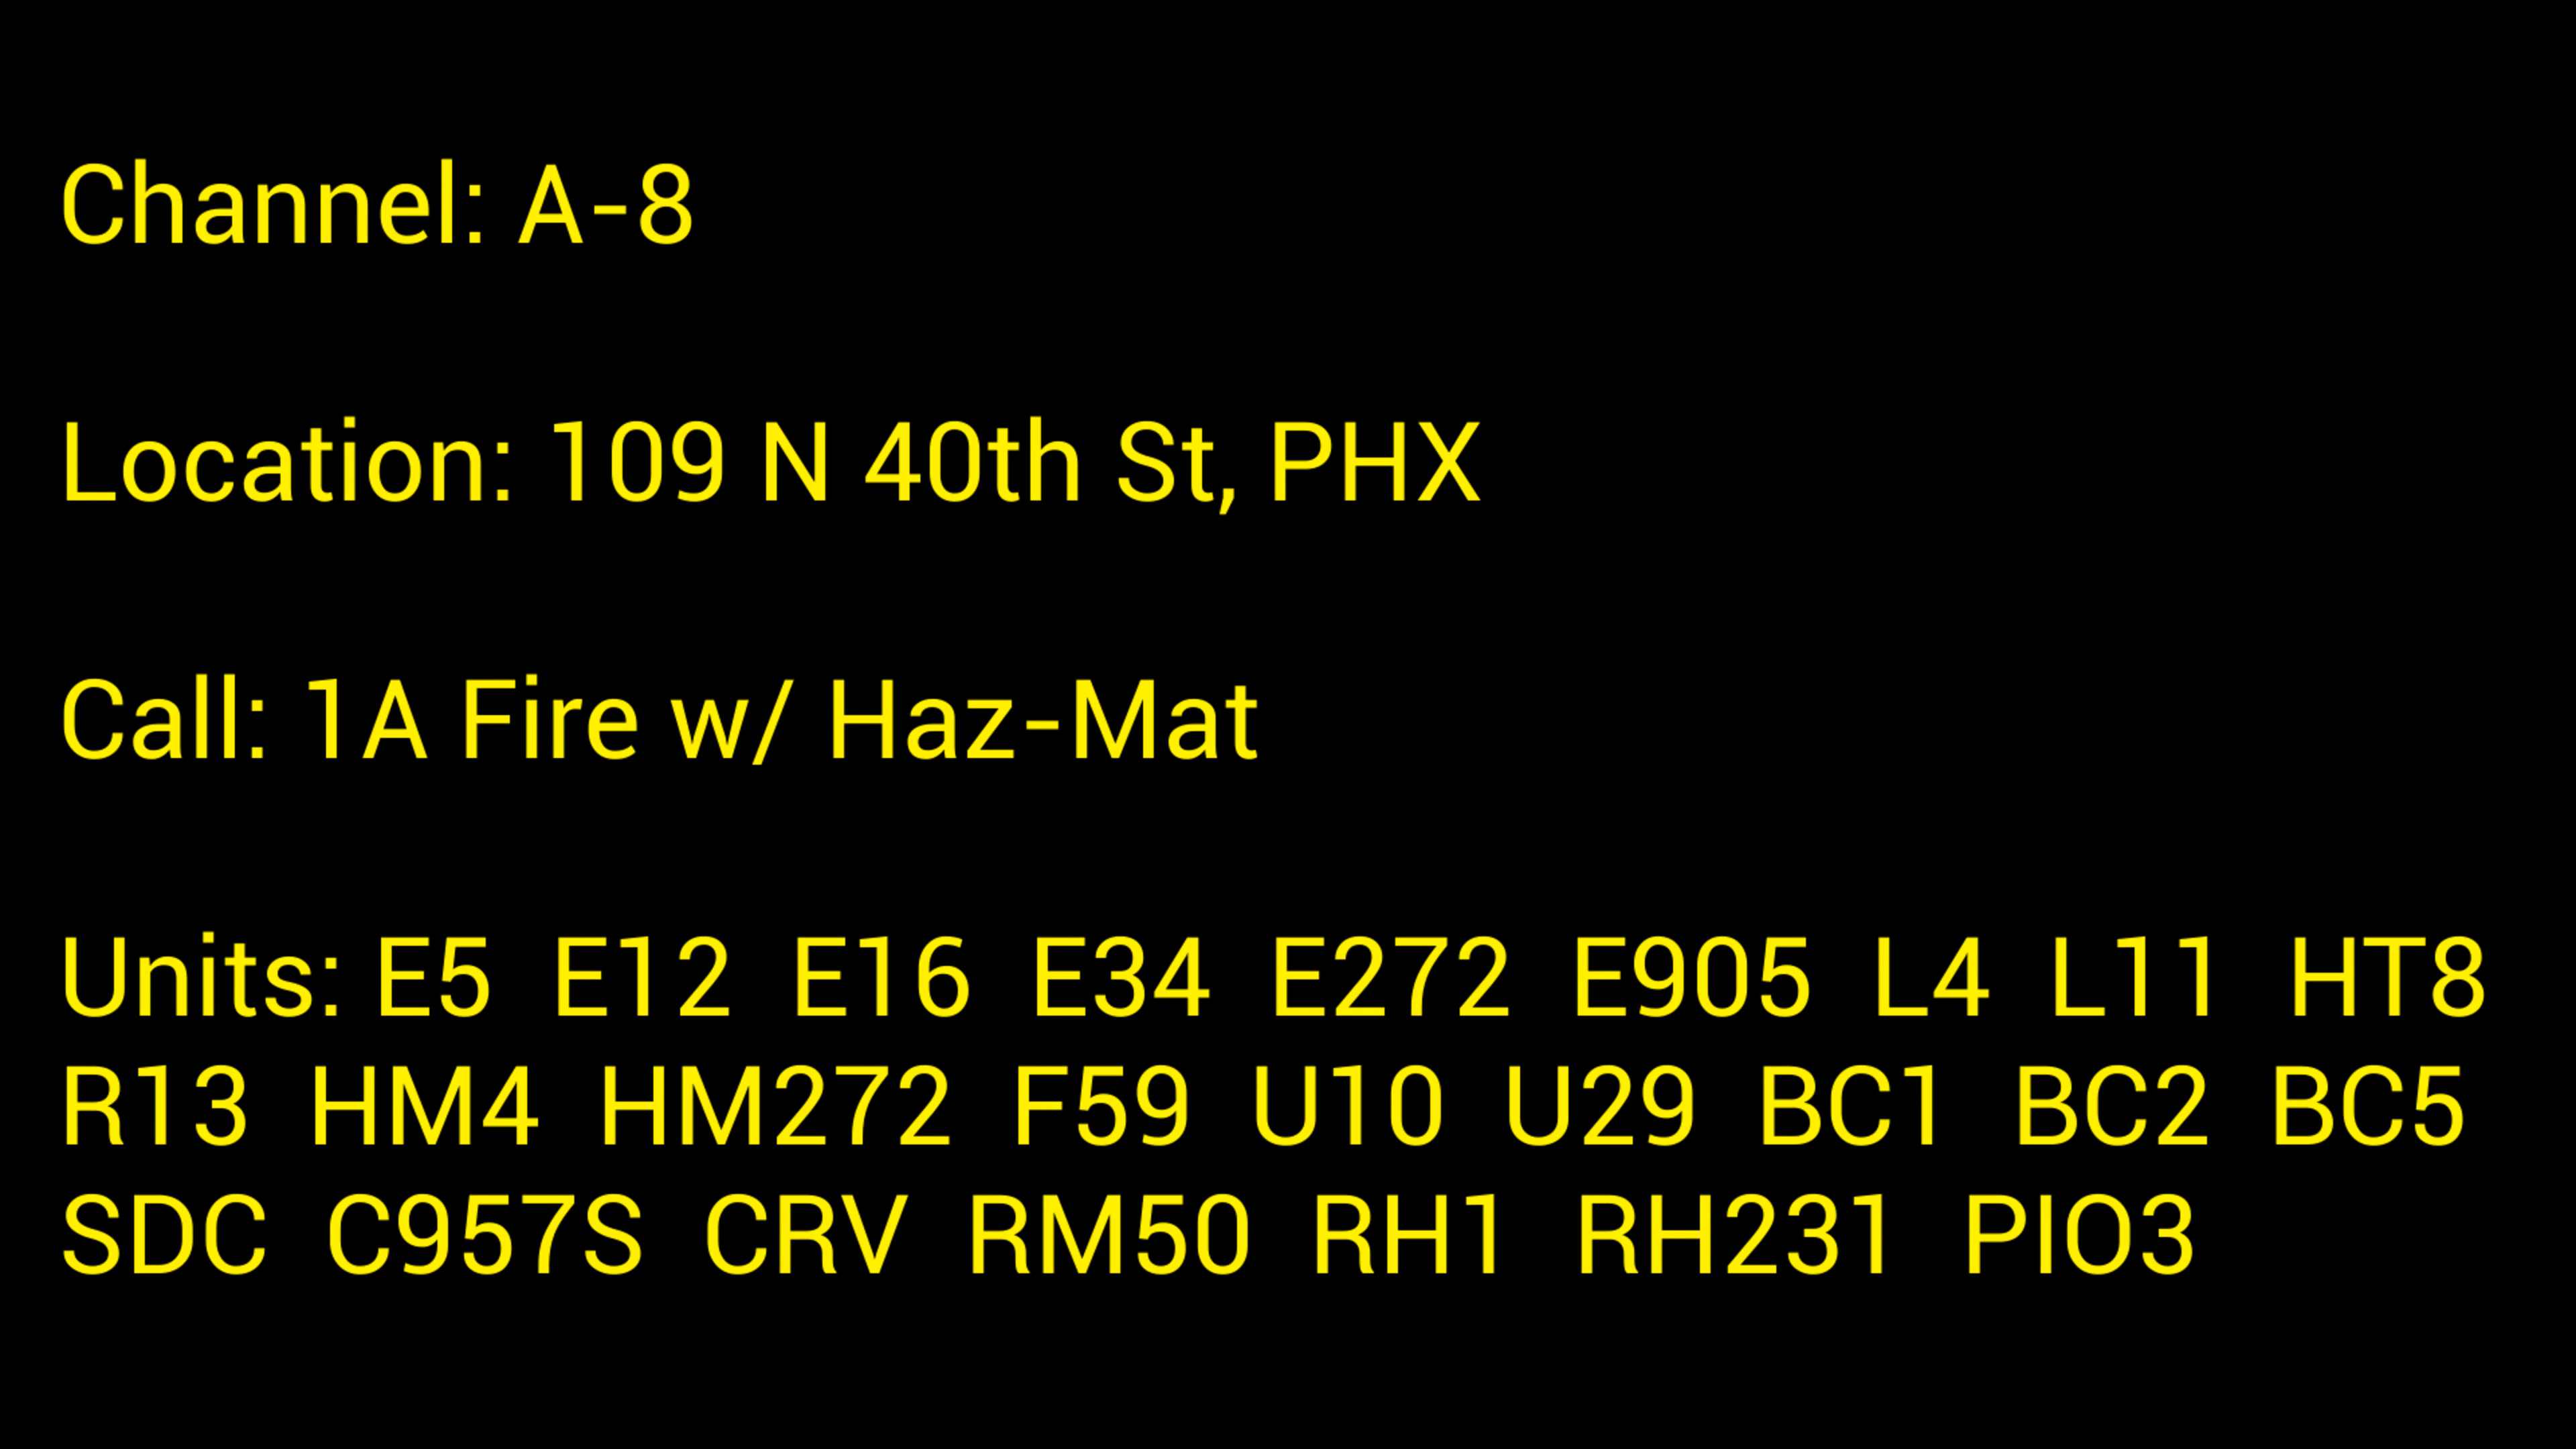 Channel: A-8
Location: 109 N 40th St, PHX
Call: 1A Fire w/ Haz-Mat
Units: E5 E12 E16 E34 E272 E905 L4 L11 HT8
R13 HM4 HM272 F59 U10 U29 BC1 BC2 BC5
SDC C957S CRV RM50 RH1 RH231 PIO3